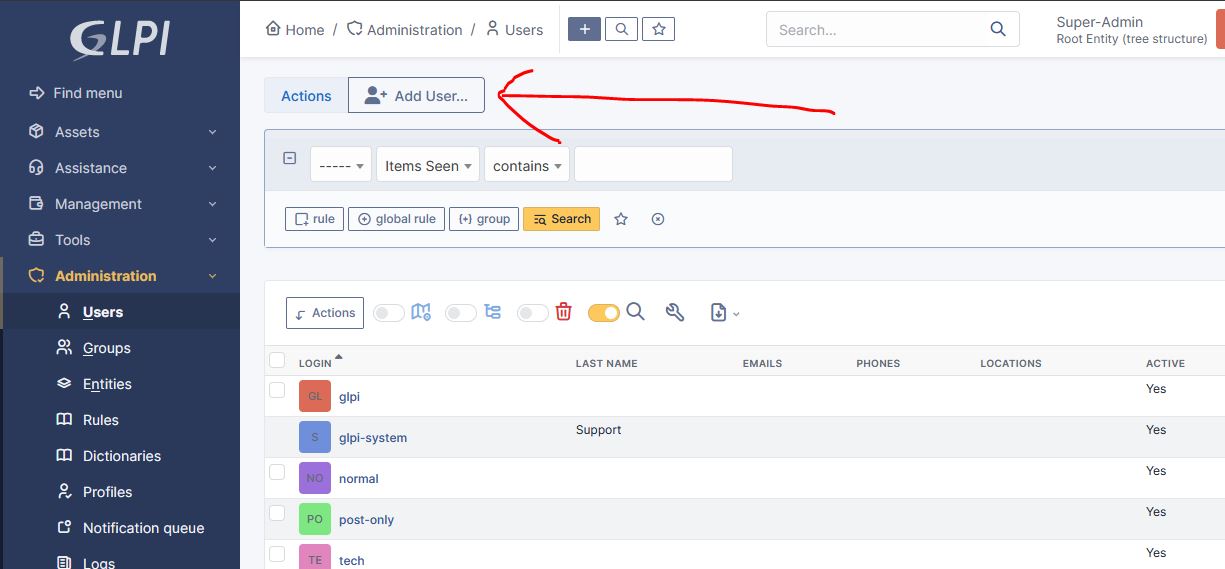 GLPI
Home / Administration / Users
Search...
Super-Admin
Root Entity (tree structure)
Find menu
Assets
Assistance
Management
Tools
Administration
Users
Groups
Entities
Rules
Dictionaries
Profiles
Notification queue
Logs
Actions Add User...
----- Items Seen contains
rule global rule group Search
Actions
LOGIN LAST NAME EMAILS PHONES LOCATIONS ACTIVE
GL glpi Yes
S glpi-system Support Yes
NO normal Yes
PO post-only Yes
TE tech Yes